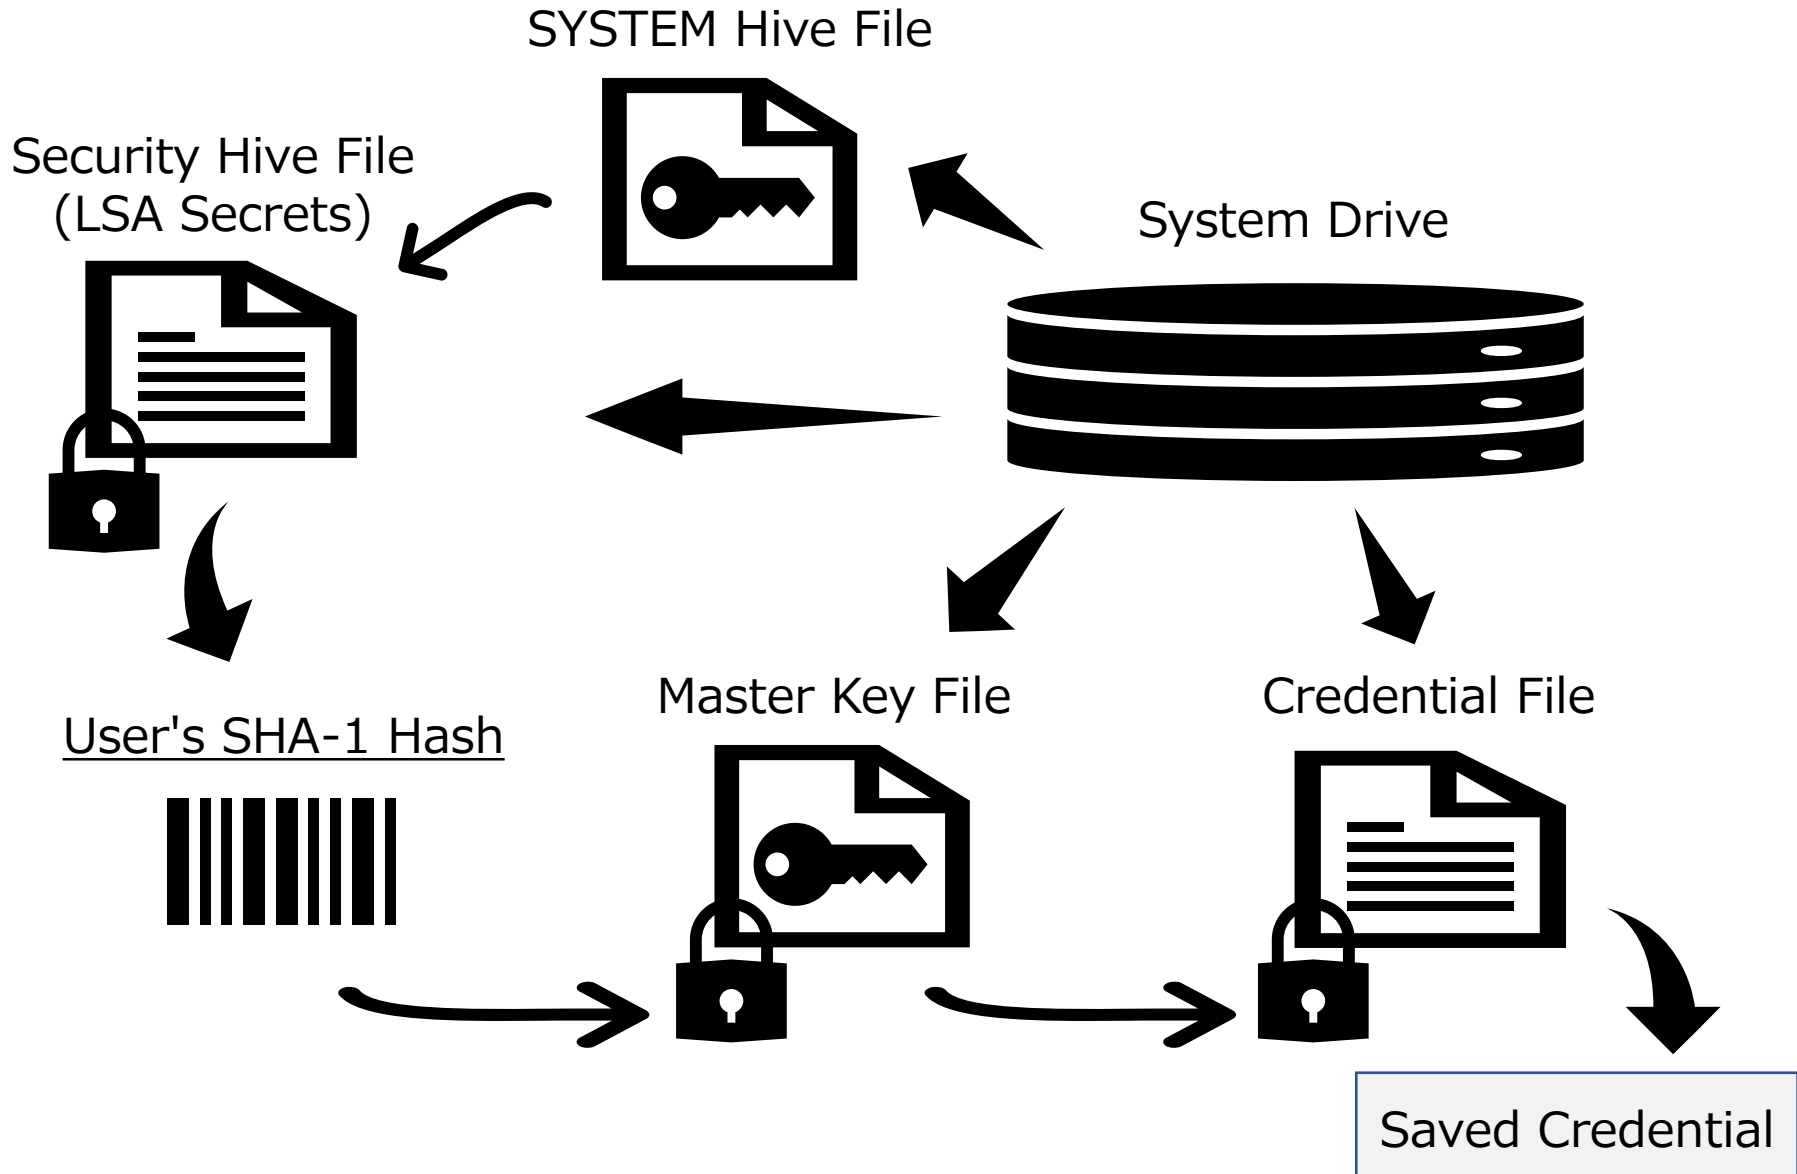 SYSTEM Hive File
Security Hive File
(LSA Secrets)
System Drive
Master Key File
Credential File
User's SHA-1 Hash
Saved Credential